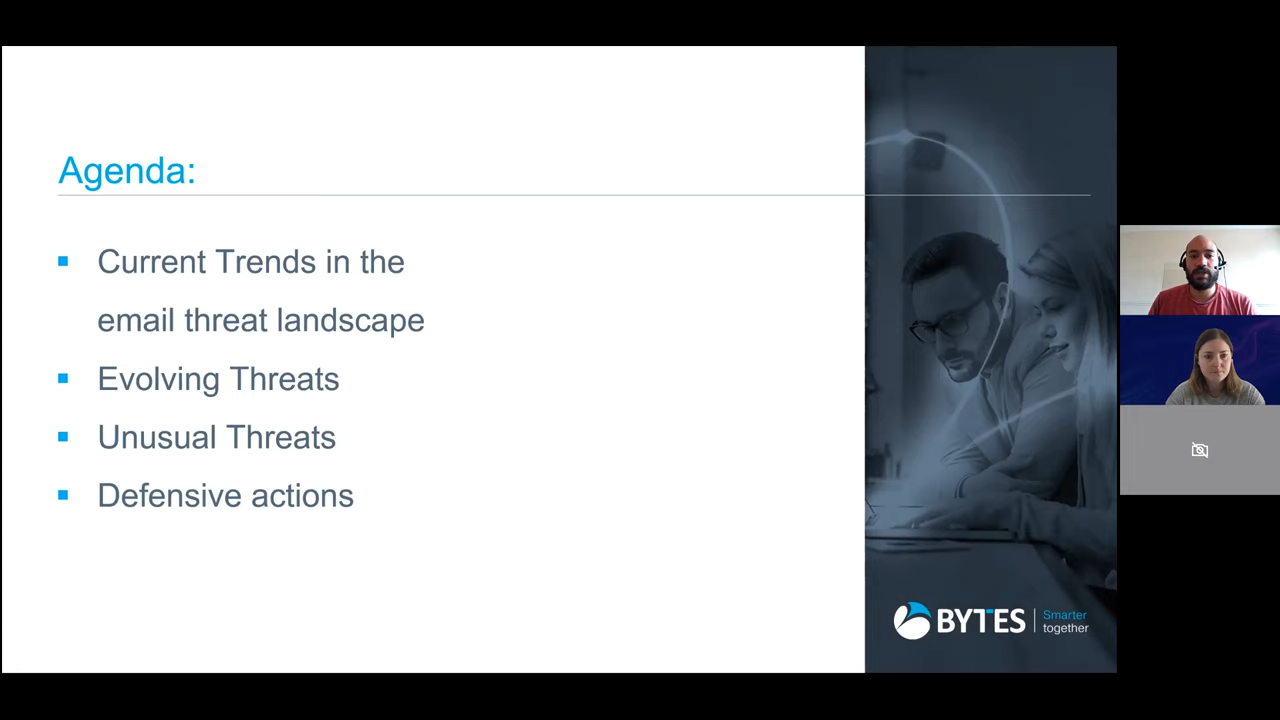 Agenda:
Current Trends in the
email threat landscape
Evolving Threats
Unusual Threats
Defensive actions
BYTES
Smarter
together